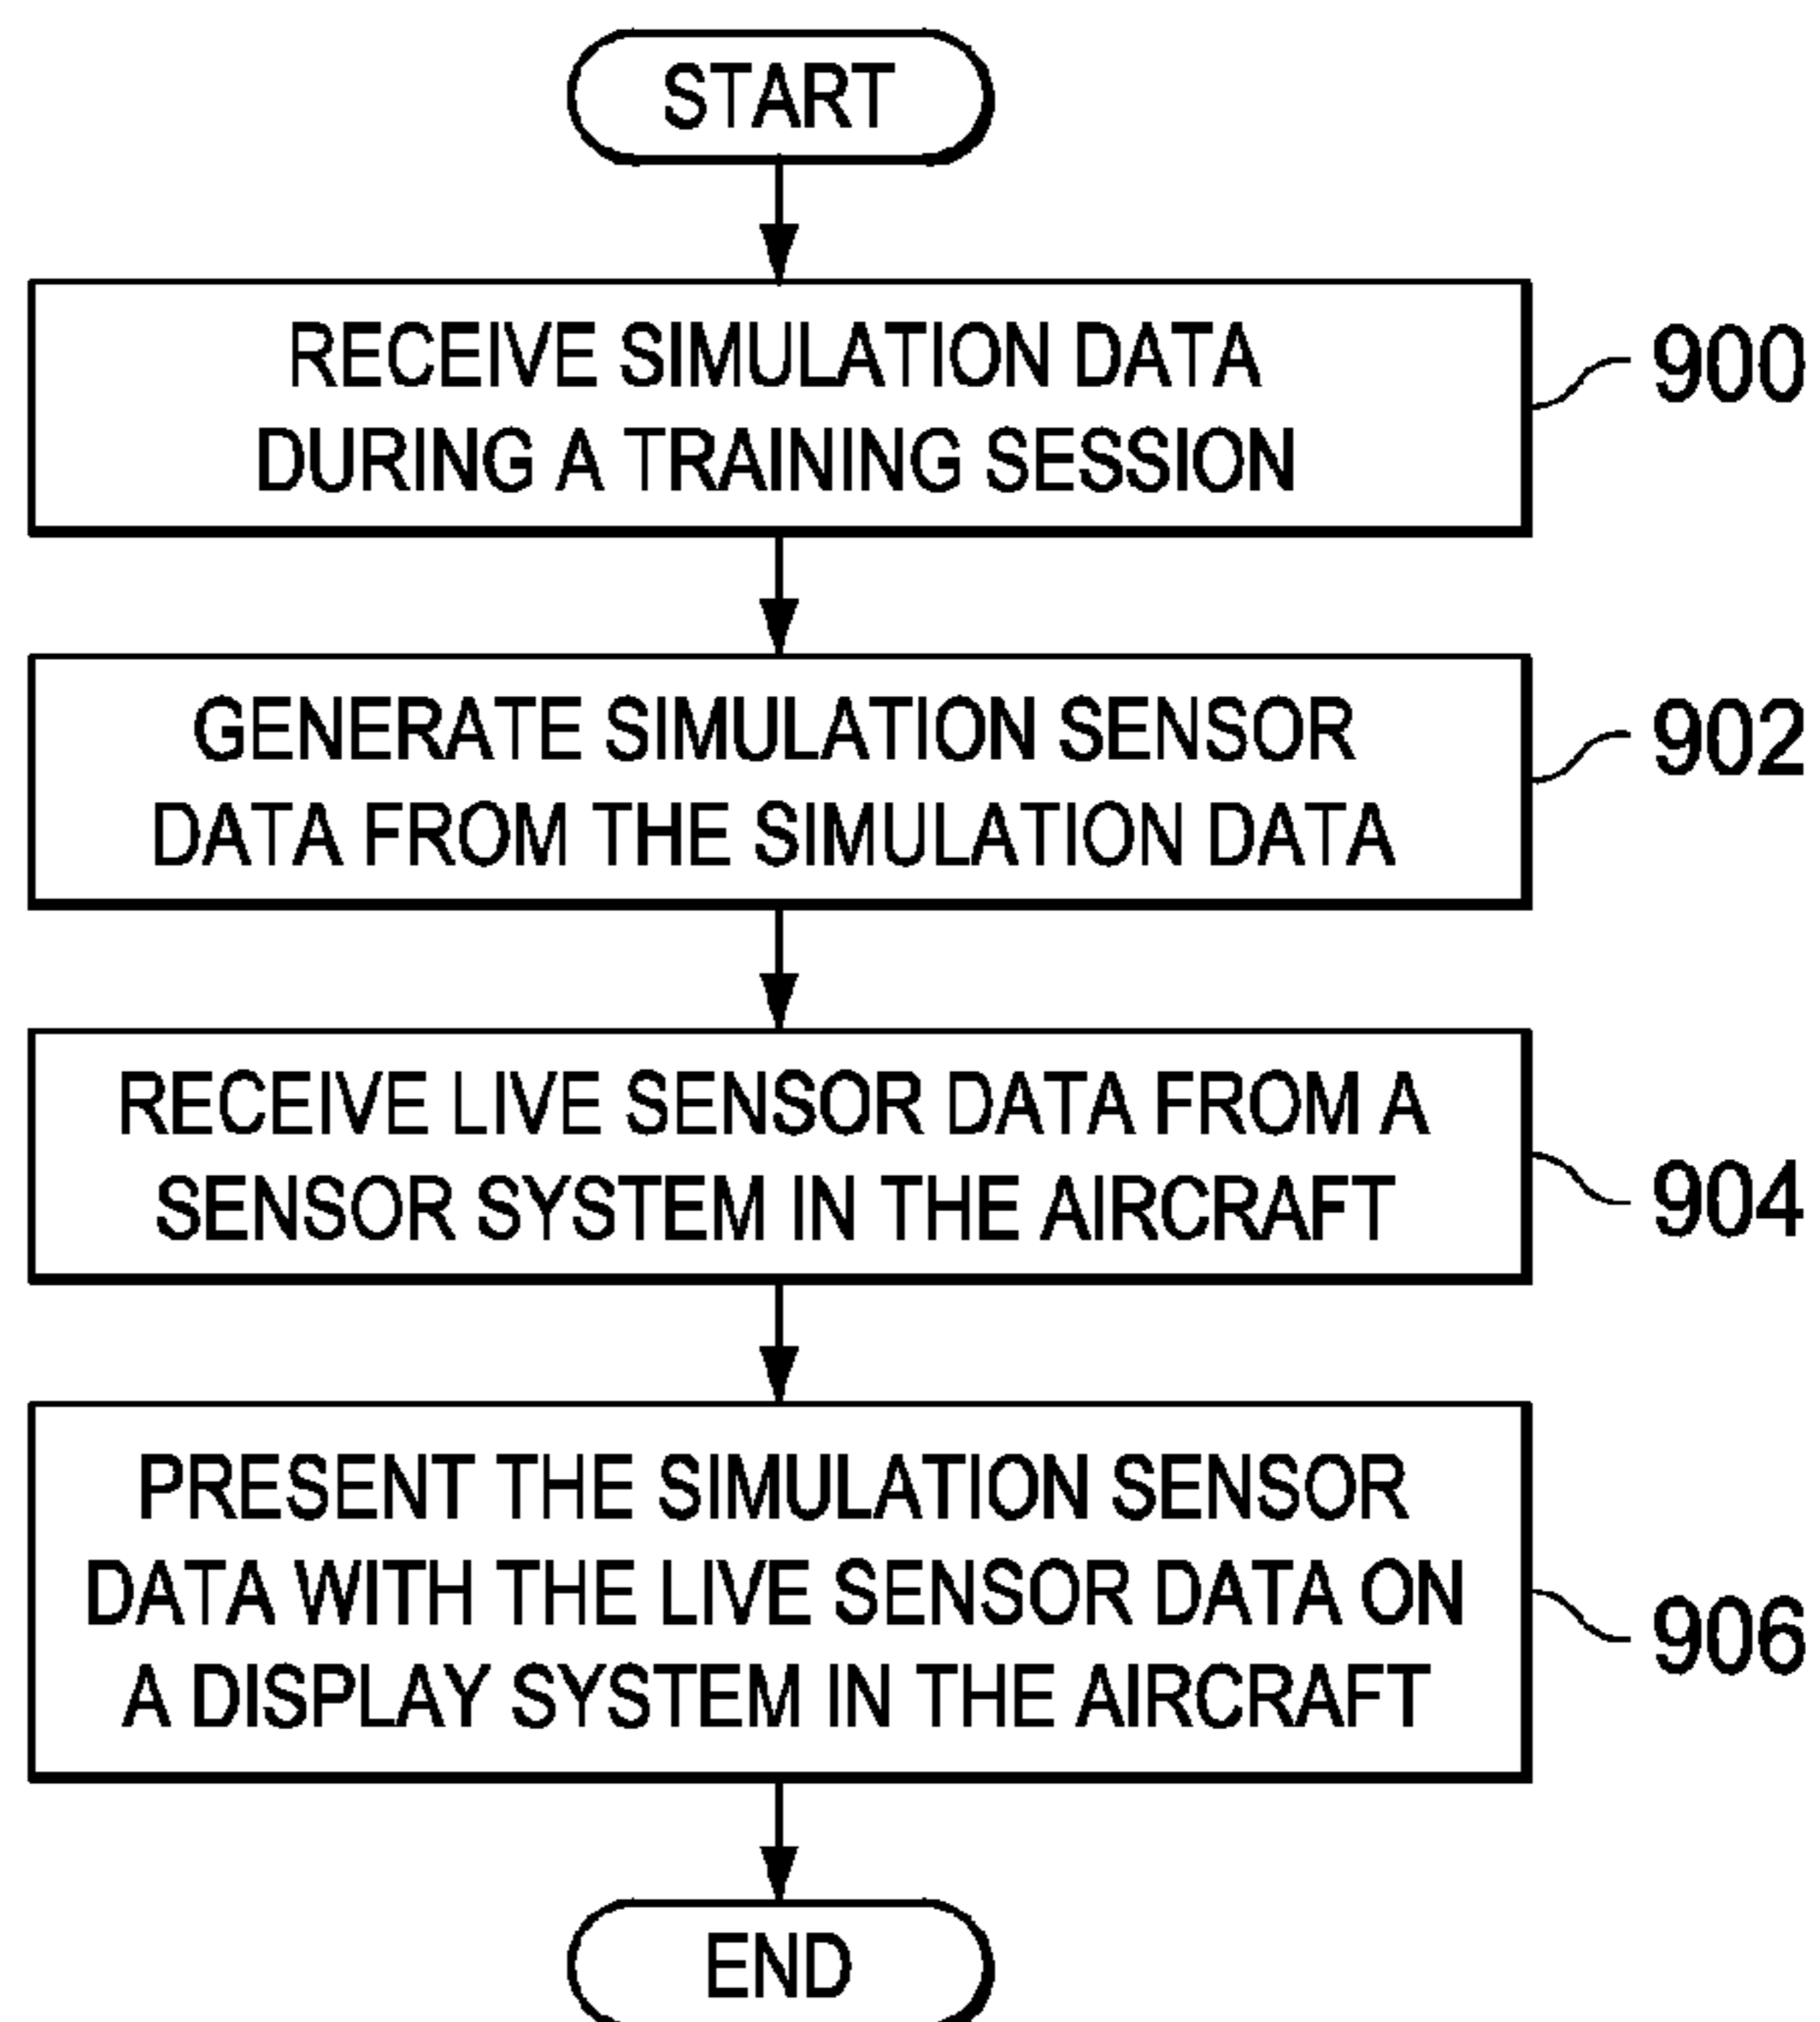 START
RECEIVE SIMULATION DATA
DURING A TRAINING SESSION
900
GENERATE SIMULATION SENSOR
DATA FROM THE SIMULATION DATA
902
RECEIVE LIVE SENSOR DATA FROM A
SENSOR SYSTEM IN THE AIRCRAFT
904
PRESENT THE SIMULATION SENSOR
DATA WITH THE LIVE SENSOR DATA ON
A DISPLAY SYSTEM IN THE AIRCRAFT
906
END